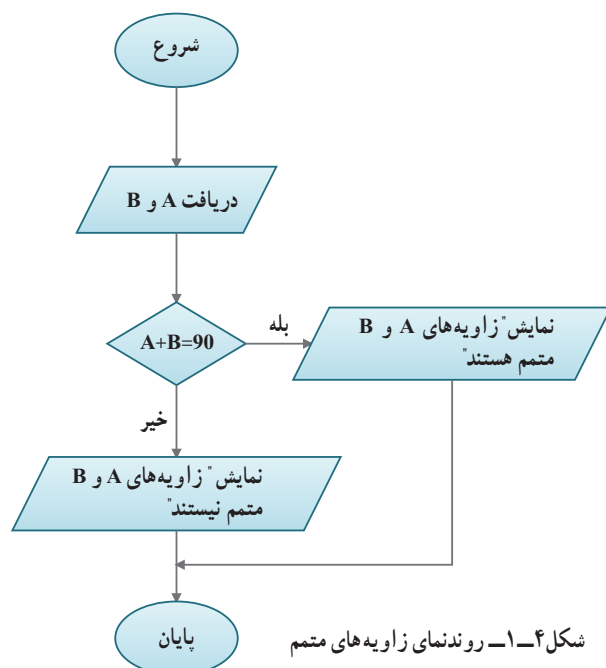 شروع
دریافت A و B
A+B=90
بله
نمایش" زاویه‌های A و B
متمم هستند"
خیر
نمایش" زاویه‌های A و B
متمم نیستند"
پایان
شکل۴ــ۱ــ روندنمای زاویه‌های متمم